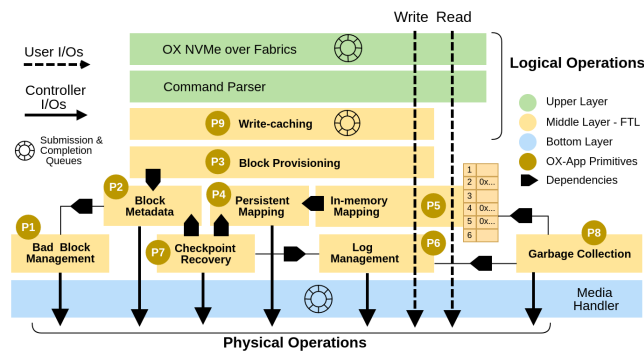 Write Read
User I/Os
Controller
I/Os
Submission &
Completion
Queues
OX NVMe over Fabrics
Command Parser
P9 Write-caching
P3 Block Provisioning
Logical Operations
Upper Layer
Middle Layer - FTL
Bottom Layer
OX-App Primitives
Dependencies
P2
Block
Metadata
P4
Persistent
Mapping
In-memory
Mapping
P5
1
2 0x...
3
4 0x...
5 0x...
6
P1
Bad Block
Management
P7
Checkpoint
Recovery
Log
Management
P6
P8
Garbage Collection
Media
Handler
Physical Operations